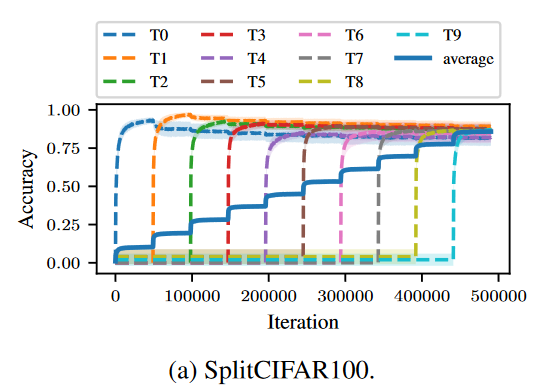 T0 T3 T6 T9
T1 T4 T7 average
T2 T5 T8
1.00
0.75
0.50
0.25
0.00
Accuracy
0 100000 200000 300000 400000 500000
Iteration
(a) SplitCIFAR100.